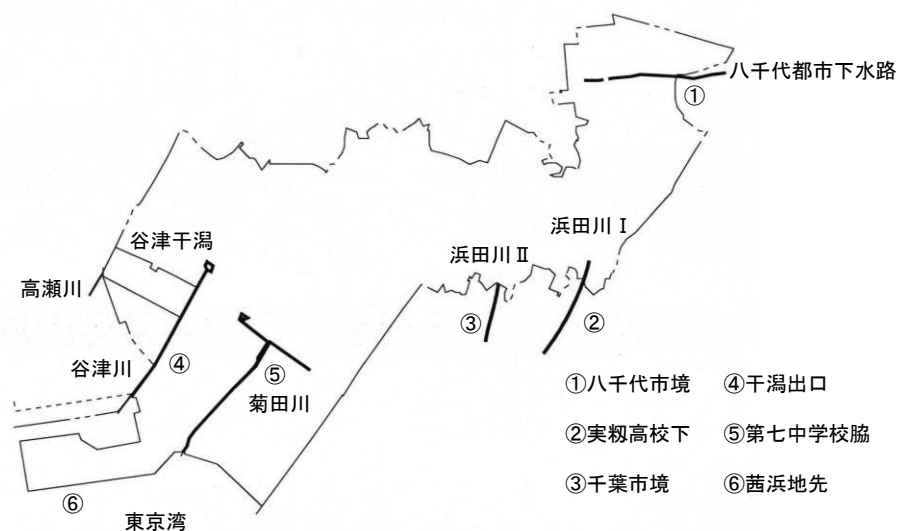 八千代都市下水路
①
浜田川Ⅰ
谷津干潟
浜田川Ⅱ
高瀬川
③
②
谷津川
④
⑤
菊田川
①八千代市境 ④干潟出口
②実籾高校下 ⑤第七中学校脇
③千葉市境 ⑥茜浜地先
⑥
東京湾